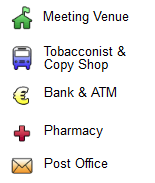 Meeting Venue
Tobacconist &
Copy Shop
Bank & ATM
Pharmacy
Post Office